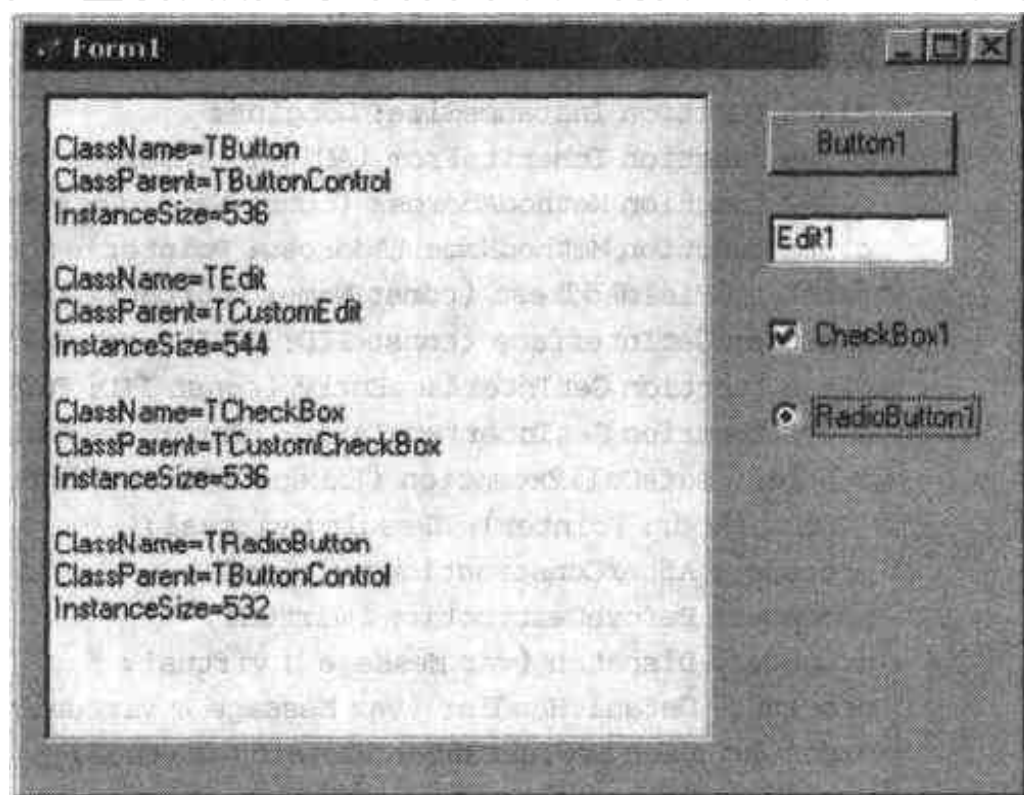 Form1
ClassName=TButton
ClassParent=TButtonControl
InstanceSize=536
ClassName=TEdit
ClassParent=TCustomEdit
InstanceSize=544
ClassName=TCheckBox
ClassParent=TCustomCheckBox
InstanceSize=536
ClassName=TRadioButton
ClassParent=TButtonControl
InstanceSize=532
Button1
Edit1
CheckBox1
RadioButton1